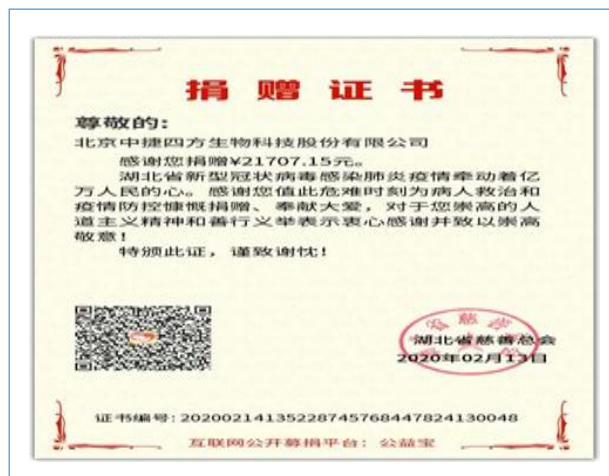 捐赠证书
尊敬的:
北京中捷四方生物科技股份有限公司
感谢您捐赠¥21707.15元。
湖北省新型冠状病毒感染肺炎疫情牵动着亿
万人民的心。感谢您值此危难时刻为病人救治和
疫情防控慷慨捐赠、奉献大爱,对于您崇高的人
道主义精神和善行义举表示衷心感谢并致以崇高
敬意!
特颁此证,谨致谢忱!
湖北省慈善总会
2020年02月13日
证书编号:20200214135228745768447824130048
互联网公开募捐平台:公益宝